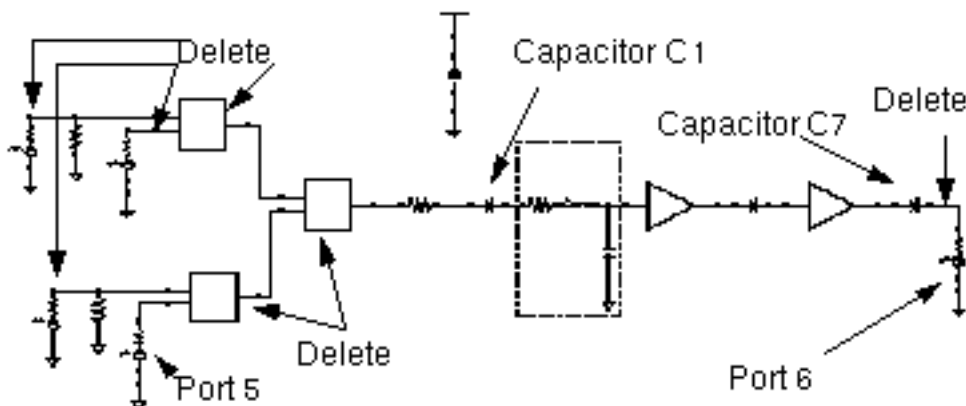 Delete
Capacitor C1
Delete
Capacitor C7
Delete
Port 5
Port 6